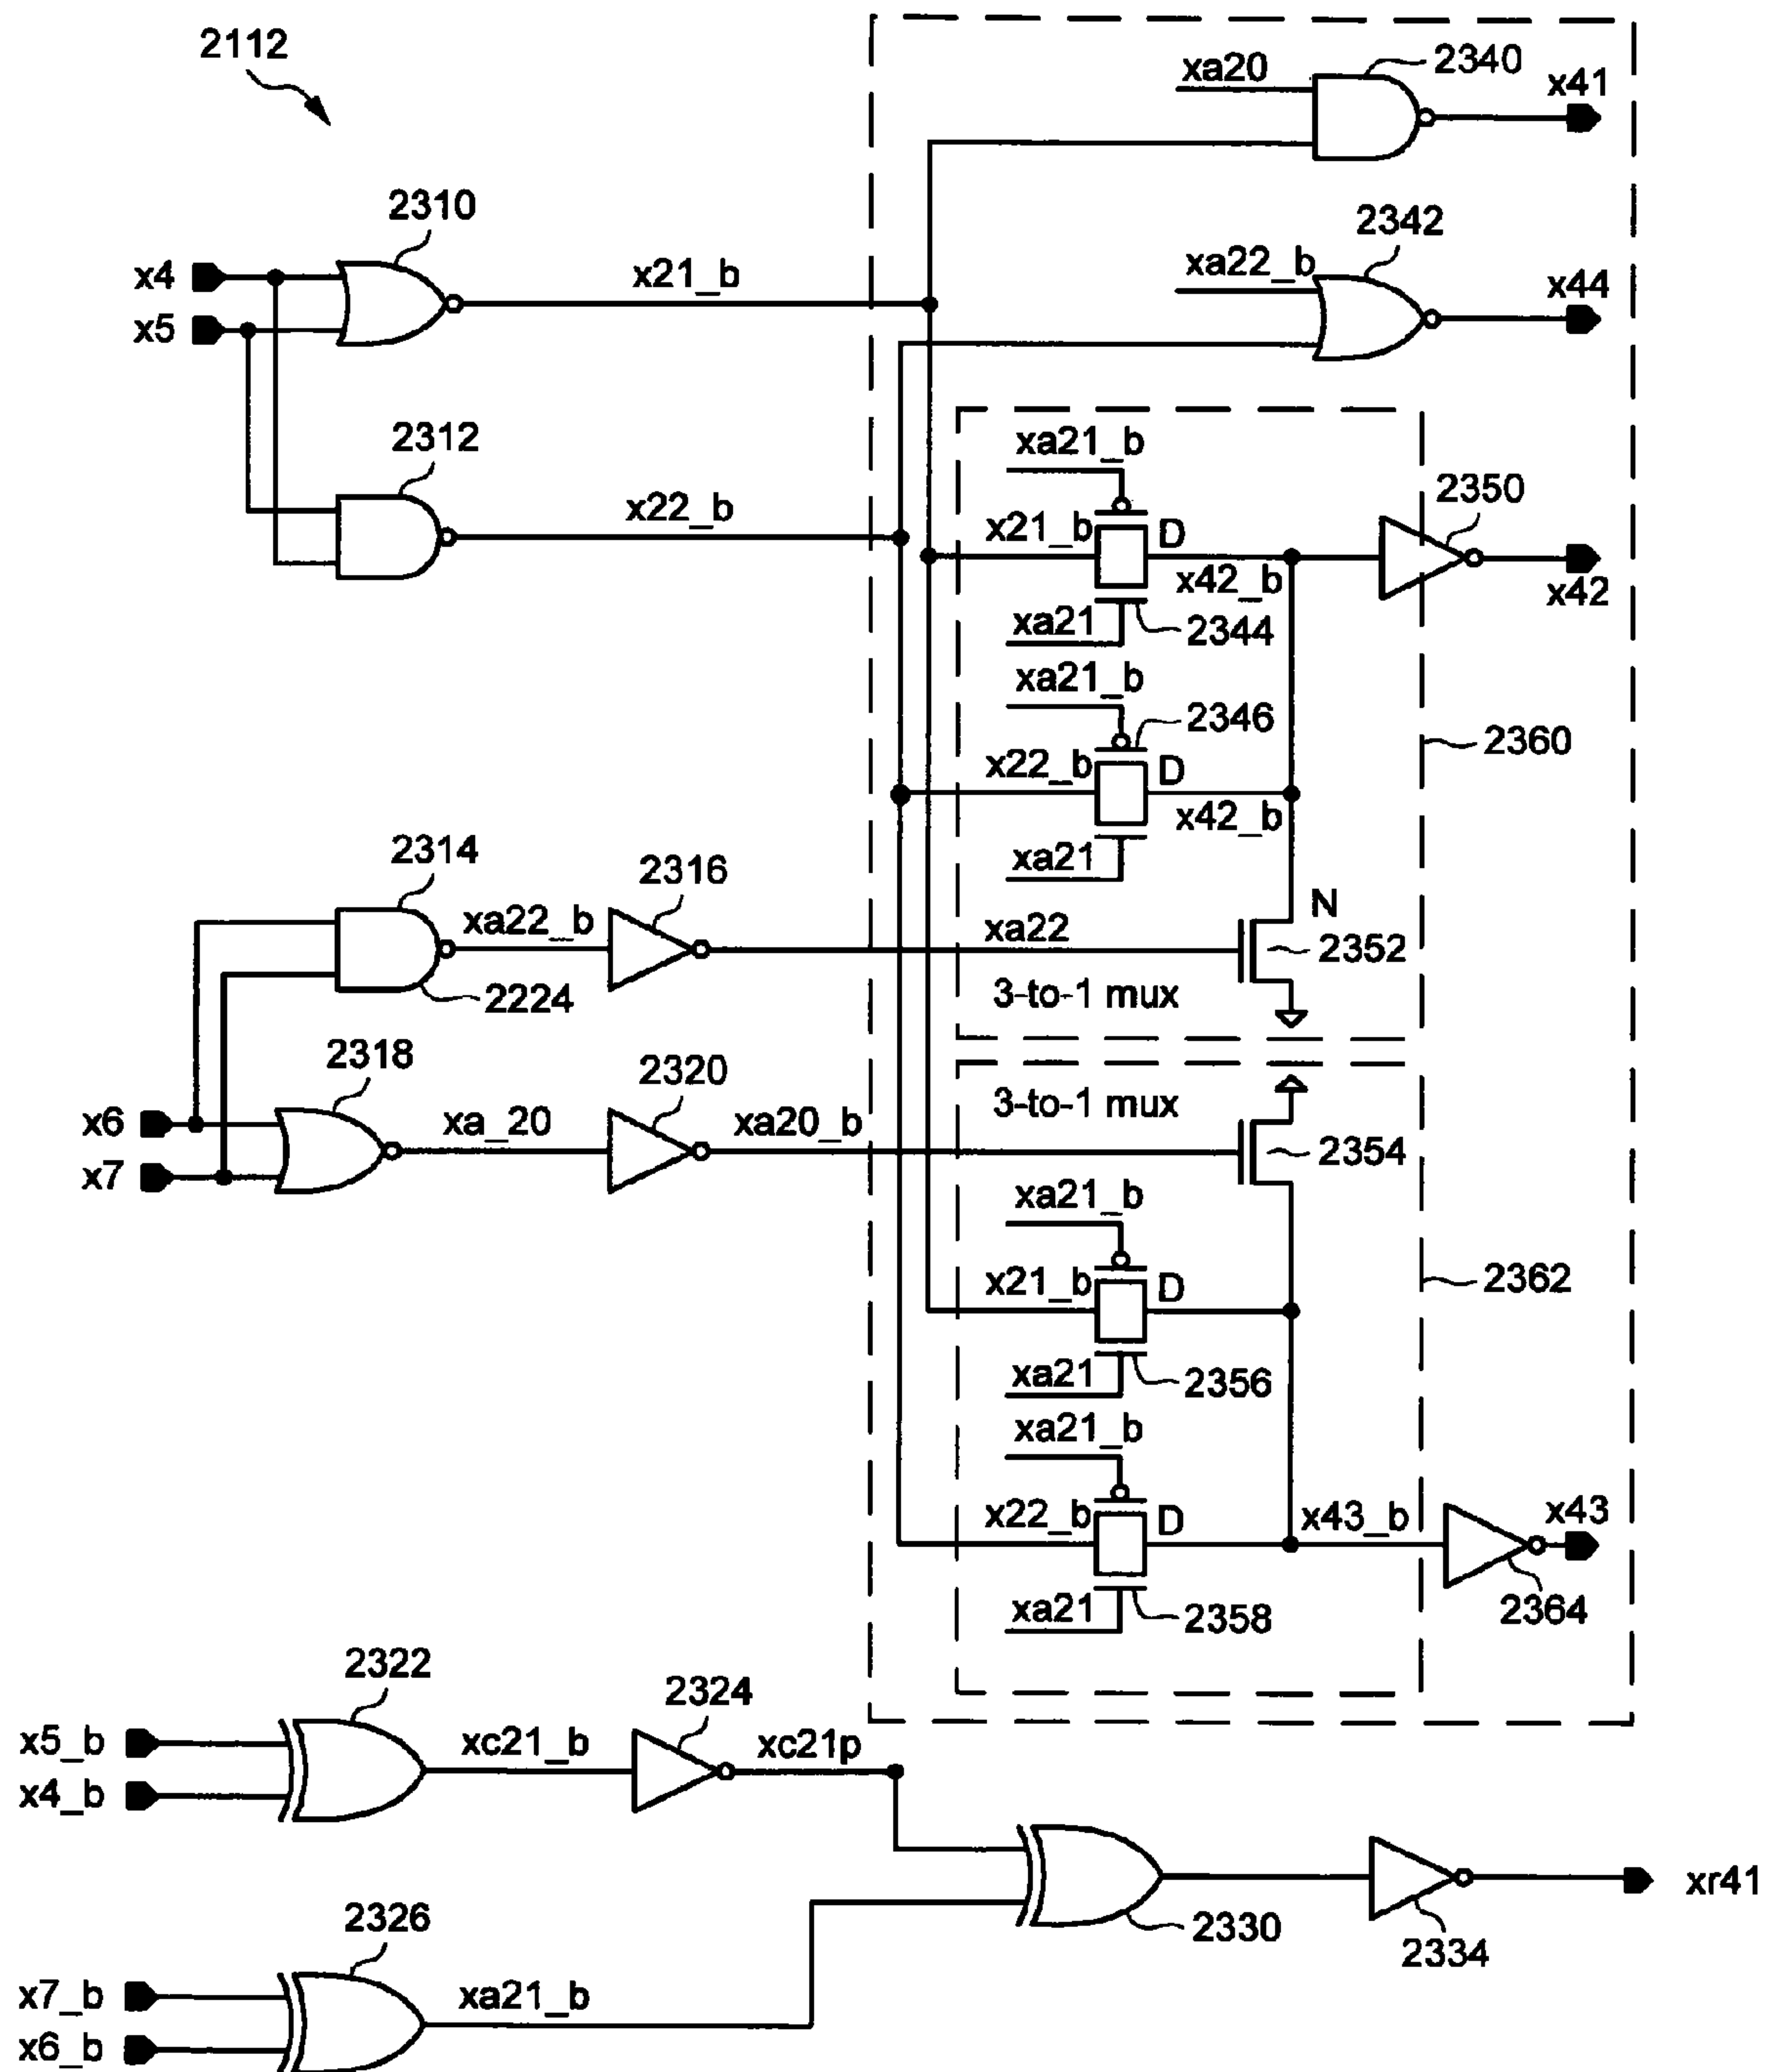 2112
xa20
2340
x41
2310
x4
x5
x21_b
xa22_b
2342
x44
2312
x22_b
xa21_b
x21_b
D
x42_b
xa21
2344
2350
x42
xa21_b
2346
x22_b
D
x42_b
xa21
2360
2314
xa22_b
2316
2224
xa22
N
2352
3-to-1 mux
2318
x6
x7
xa_20
2320
xa20_b
3-to-1 mux
2354
xa21_b
x21_b
D
xa21
2356
2362
xa21_b
x22_b
D
x43_b
x43
xa21
2358
2364
2322
x5_b
x4_b
xc21_b
2324
xc21p
2326
x7_b
x6_b
xa21_b
2330
2334
xr41